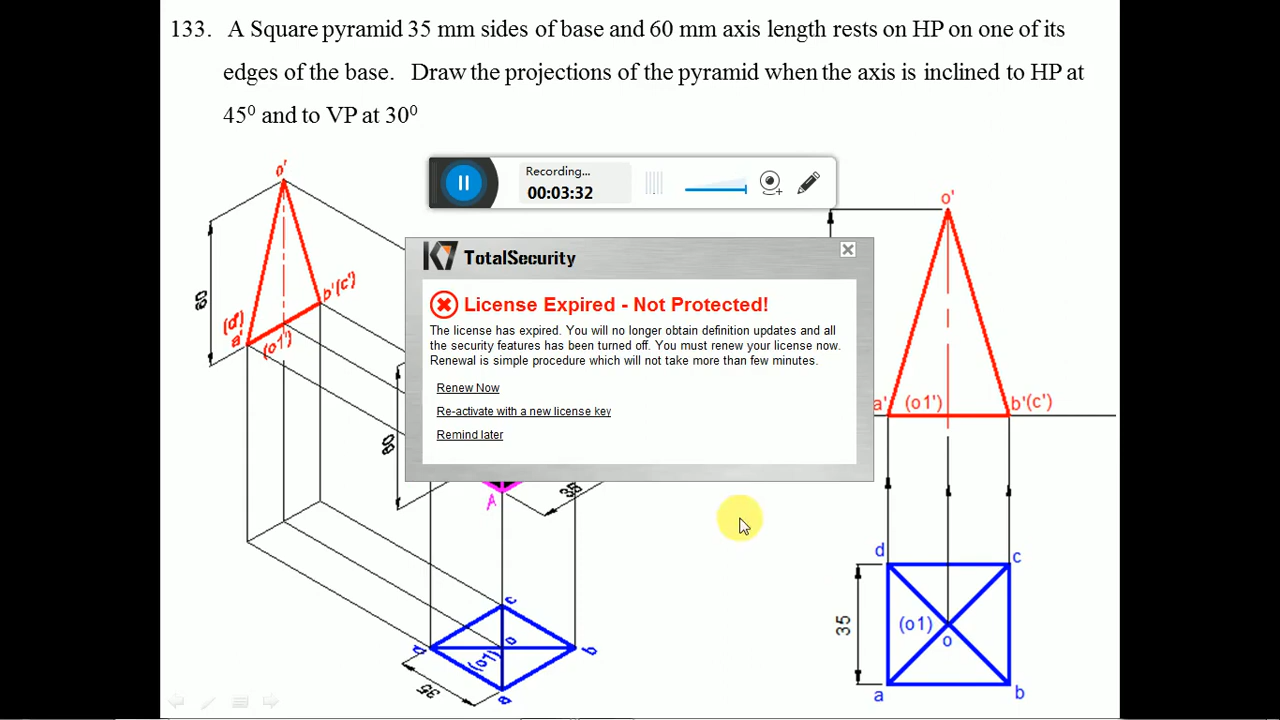 133. A Square pyramid 35 mm sides of base and 60 mm axis length rests on HP on one of its
edges of the base. Draw the projections of the pyramid when the axis is inclined to HP at
45⁰ and to VP at 30⁰
Recording...
00:03:32
K7 TotalSecurity
License Expired - Not Protected!
The license has expired. You will no longer obtain definition updates and all
the security features has been turned off. You must renew your license now.
Renewal is simple procedure which will not take more than few minutes.
Renew Now
Re-activate with a new license key
Remind later
o'
60
b'(c')
(d')
a'
(o1')
60
A
35
c
d
o
(o1)
b
a
35
o'
a'
(o1')
b'(c')
d
c
35
(o1)
o
a
b